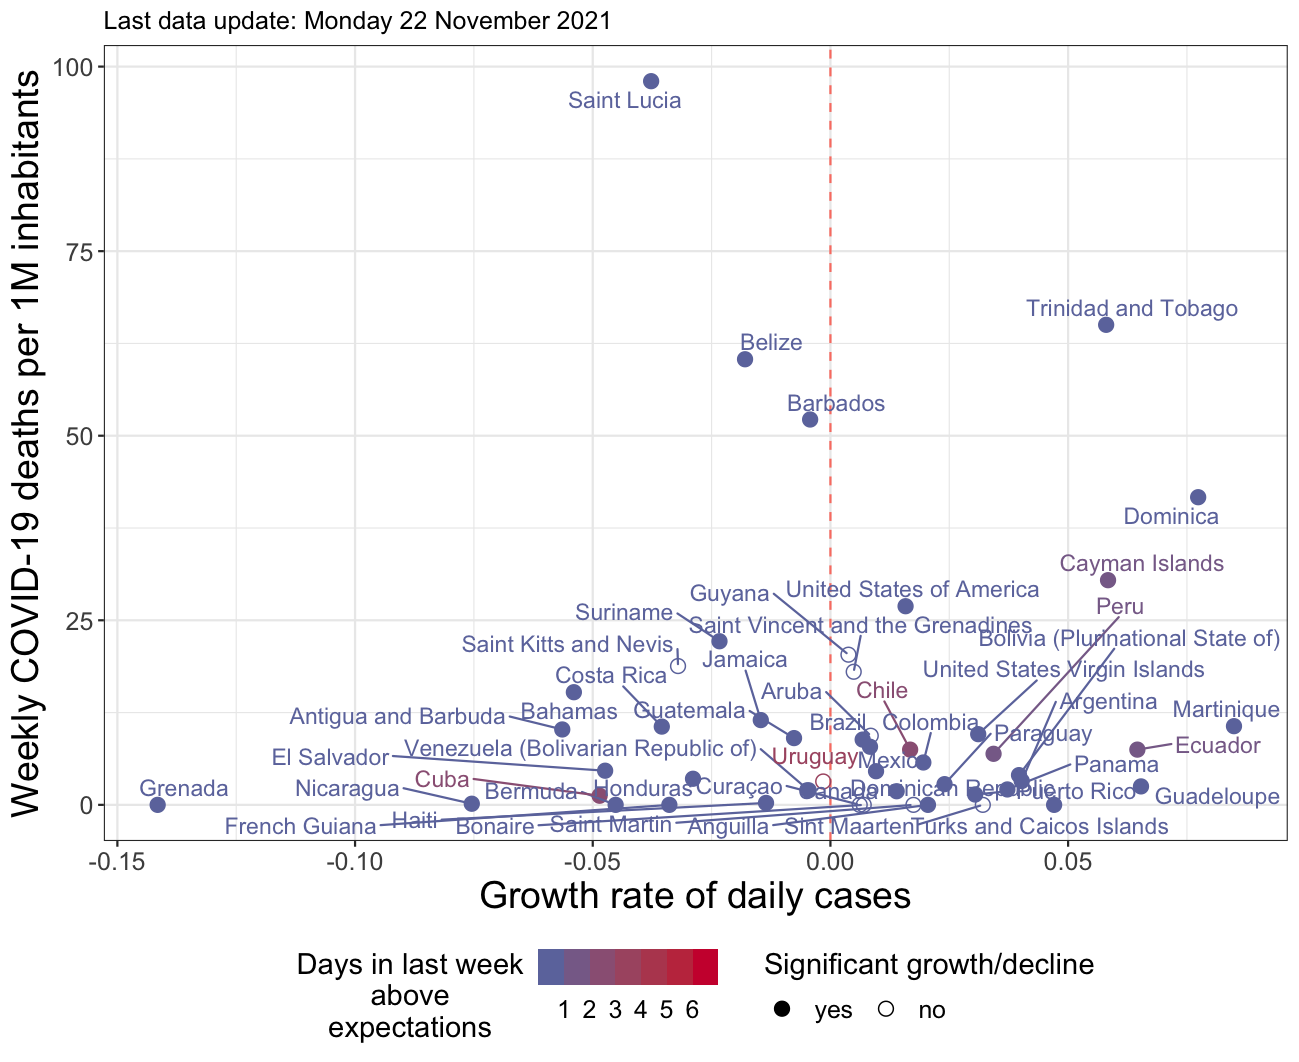 Last data update: Monday 22 November 2021
Weekly COVID-19 deaths per 1M inhabitants
100
75
50
25
0
Saint Lucia
Trinidad and Tobago
Belize
Barbados
Dominica
Cayman Islands
Guyana
United States of America
Peru
Suriname
Saint Vincent and the Grenadines
Bolivia (Plurinational State of)
Saint Kitts and Nevis
Jamaica
United States Virgin Islands
Costa Rica
Aruba
Chile
Argentina
Antigua and Barbuda
Bahamas
Guatemala
Brazil
Colombia
Martinique
Paraguay
El Salvador
Venezuela (Bolivarian Republic of)
Uruguay
Mexico
Ecuador
Panama
Cuba
Grenada
Nicaragua
Bermuda
Honduras
Curaçao
Canada
Dominican Republic
Puerto Rico
Guadeloupe
French Guiana
Haiti
Bonaire
Saint Martin
Anguilla
Sint Maarten
Turks and Caicos Islands
-0.15
-0.10
-0.05
0.00
0.05
Growth rate of daily cases
Days in last week
above
expectations
1 2 3 4 5 6
Significant growth/decline
yes
no